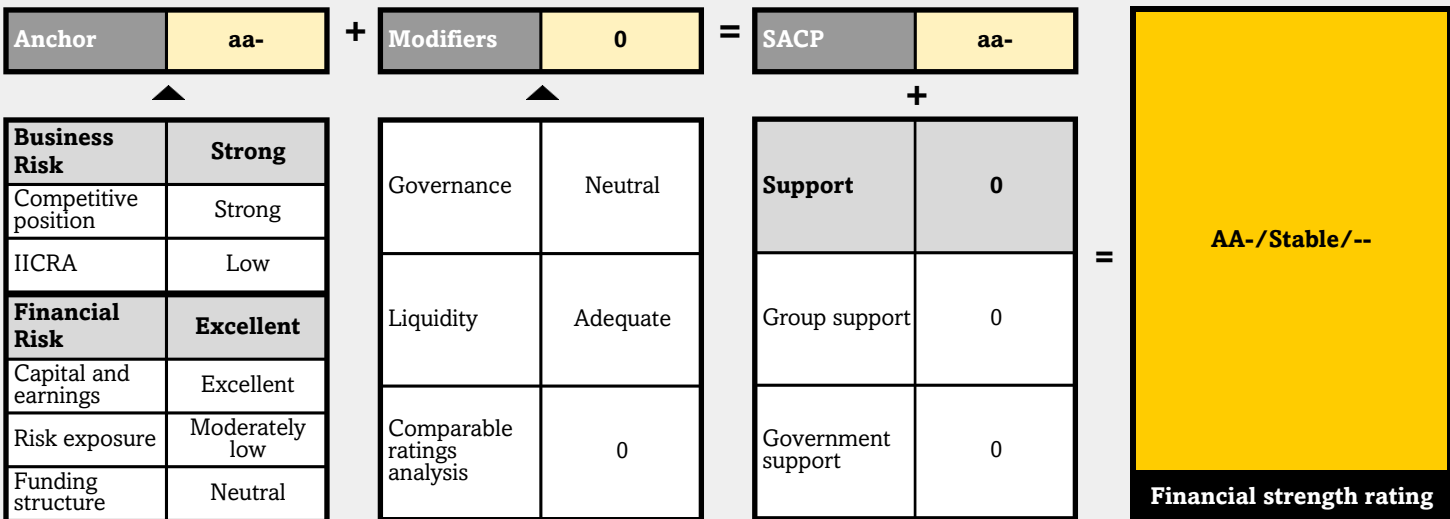 Anchor aa- + Modifiers 0 = SACP aa-
+
Business
Risk
Strong
Competitive
position
Strong
IICRA Low
Financial
Risk
Excellent
Capital and
earnings
Excellent
Risk exposure
Moderately
low
Funding
structure
Neutral
Governance Neutral
Liquidity Adequate
Comparable
ratings
analysis
0
Support 0
Group support 0
Government
support
0
=
AA-/Stable/--
Financial strength rating